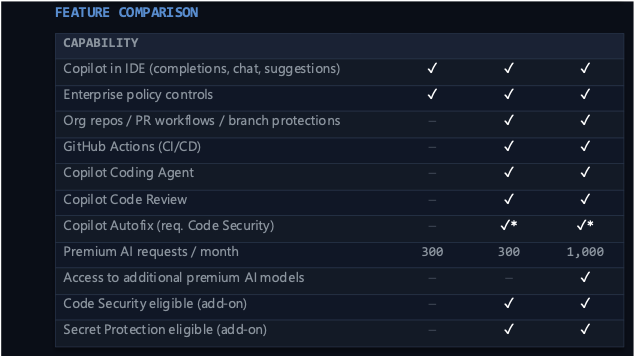 FEATURE COMPARISON
CAPABILITY
Copilot in IDE (completions, chat, suggestions) ✓ ✓ ✓
Enterprise policy controls ✓ ✓ ✓
Org repos / PR workflows / branch protections — ✓ ✓
GitHub Actions (CI/CD) — ✓ ✓
Copilot Coding Agent — ✓ ✓
Copilot Code Review — ✓ ✓
Copilot Autofix (req. Code Security) — ✓* ✓*
Premium AI requests / month 300 300 1,000
Access to additional premium AI models — — ✓
Code Security eligible (add-on) — ✓ ✓
Secret Protection eligible (add-on) — ✓ ✓